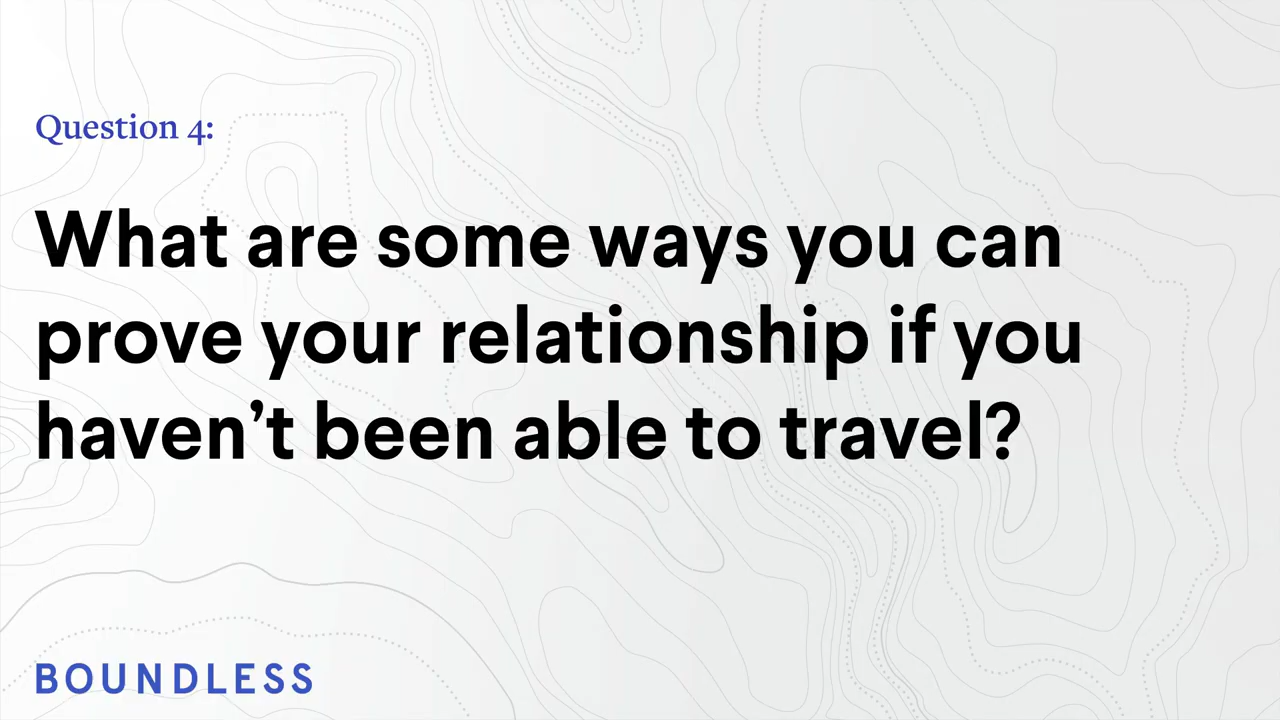 Question 4:
What are some ways you can
prove your relationship if you
haven’t been able to travel?
BOUNDLESS